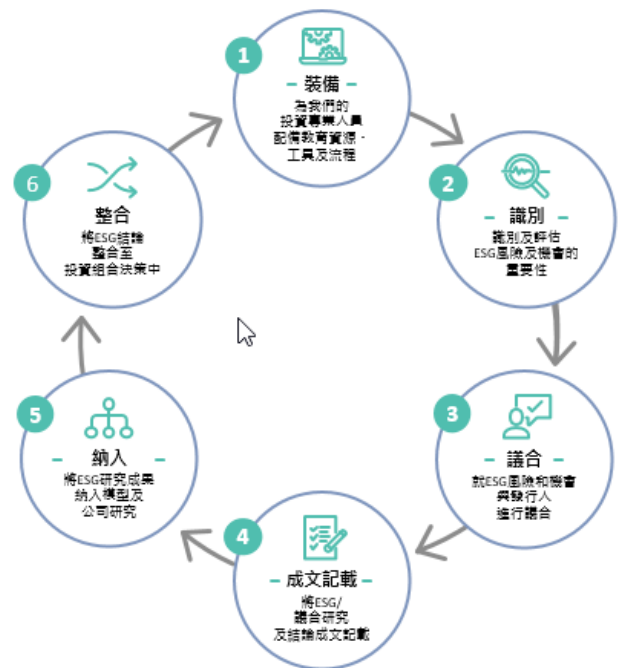 1
裝備
為我們的
投資專業人員
配備教育資源、
工具及流程
2
識別
識別及評估
ESG風險及機會的
重要性
3
議合
就ESG風險和機會
與發行人
進行議合
4
成文記載
將ESG/
議合研究
及結論成文記載
5
納入
將ESG研究成果
納入模型及
公司研究
6
整合
將ESG結論
整合至
投資組合決策中